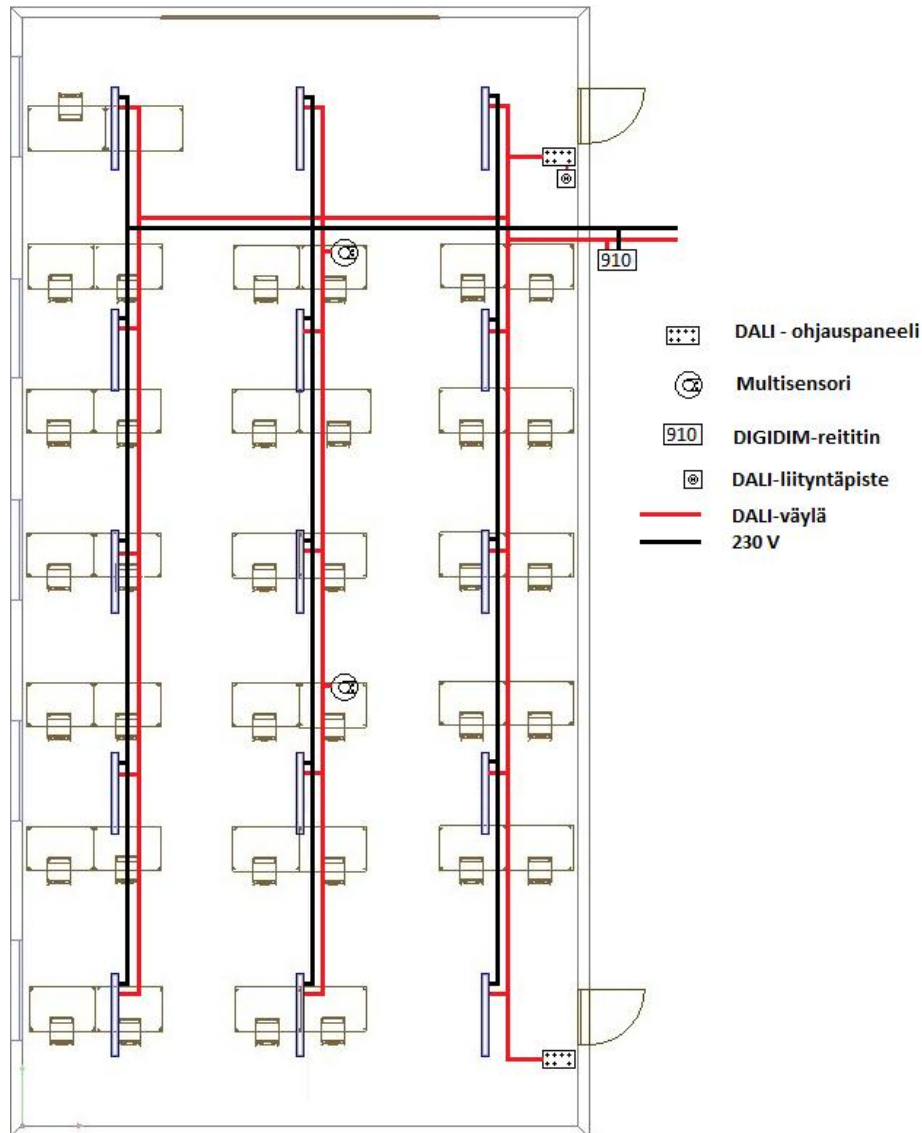 910
DALI - ohjauspaneeli
Multisensori
910 DIGIDIM-reititin
DALI-liityntäpiste
DALI-väylä
230 V